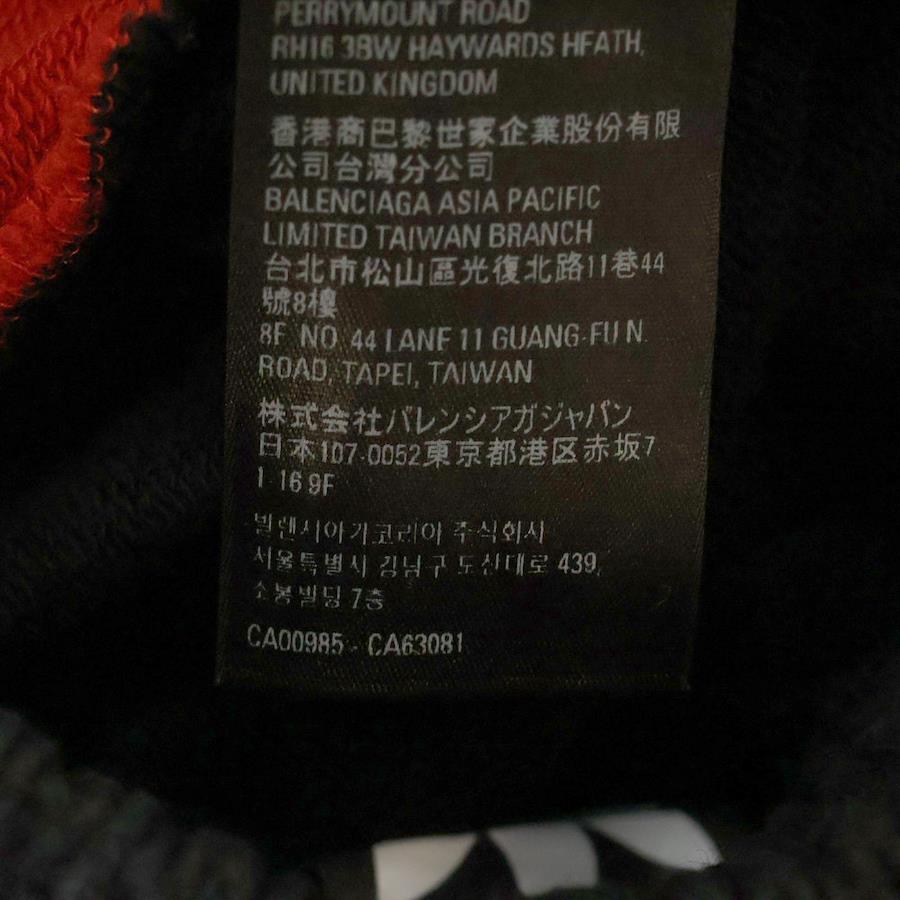 PERRYMOUNT ROAD
RH16 3BW HAYWARDS HEATH,
UNITED KINGDOM
香港商巴黎世家企業股份有限
公司台灣分公司
BALENCIAGA ASIA PACIFIC
LIMITED TAIWAN BRANCH
台北市松山區光復北路11巷44
號8樓
8F NO 44 LANE 11 GUANG-FU N.
ROAD, TAPEI, TAIWAN
株式会社バレンシアガジャパン
日本107-0052東京都港区赤坂7
1 16 9F
발렌시아가코리아 주식회사
서울특별시 강남구 도산대로 439,
소봉빌딩 7층
CA00985 - CA63081